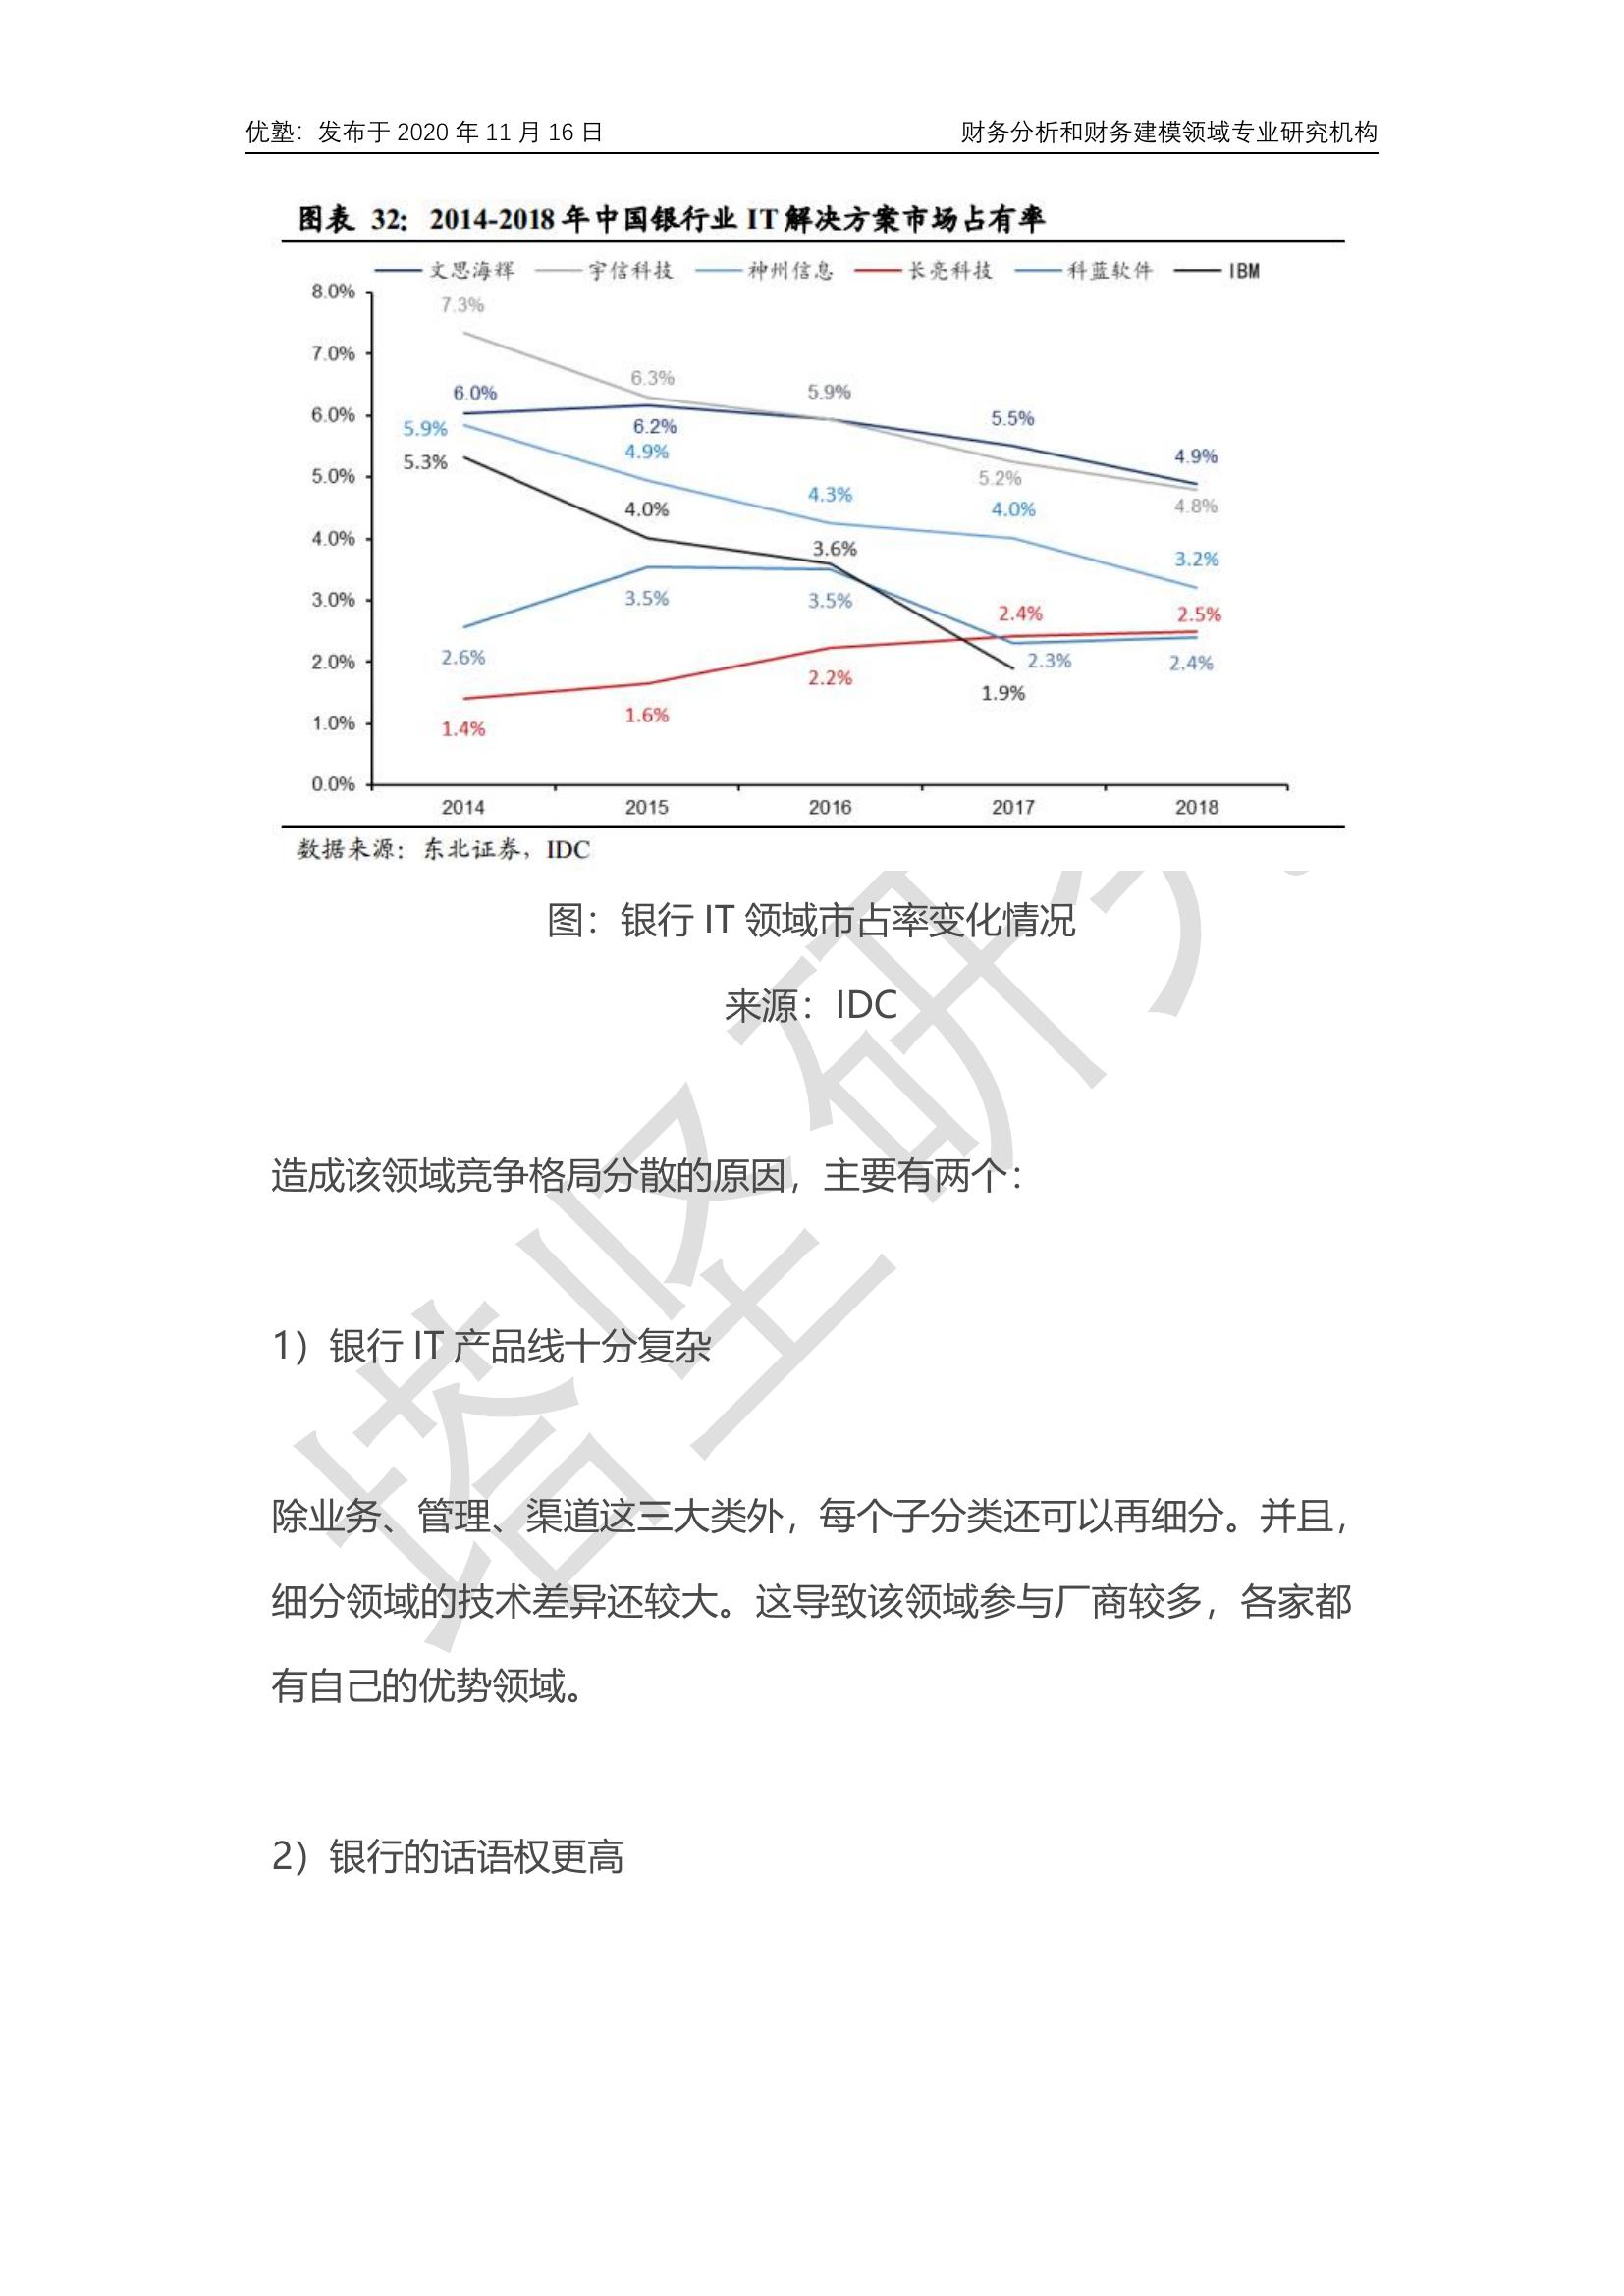 优塾：发布于 2020 年 11 月 16 日 财务分析和财务建模领域专业研究机构
图表 32: 2014-2018 年中国银行业 IT 解决方案市场占有率
文思海辉 宇信科技 神州信息 长亮科技 科蓝软件 IBM
8.0%
7.3%
7.0%
6.3%
6.0% 5.9%
6.0%
5.9% 6.2% 5.5%
4.9% 4.9%
5.3%
5.0% 5.2%
4.3% 4.0% 4.8%
4.0%
4.0% 3.6% 3.2%
3.0% 3.5% 3.5% 2.4% 2.5%
2.6% 2.3% 2.4%
2.0% 2.2% 1.9%
1.6%
1.0% 1.4%
0.0%
2014 2015 2016 2017 2018
数据来源：东北证券，IDC
图：银行 IT 领域市占率变化情况
来源：IDC
造成该领域竞争格局分散的原因，主要有两个：
1）银行 IT 产品线十分复杂
除业务、管理、渠道这三大类外，每个子分类还可以再细分。并且，
细分领域的技术差异还较大。这导致该领域参与厂商较多，各家都
有自己的优势领域。
2）银行的话语权更高
塔坚研